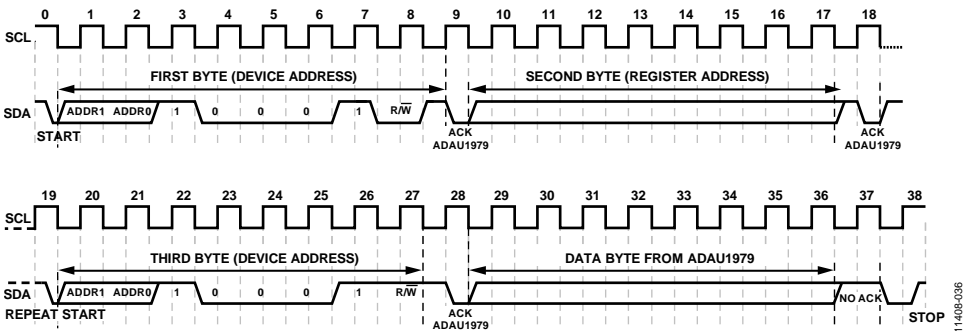 0 1 2 3 4 5 6 7 8 9 10 11 12 13 14 15 16 17 18
SCL
FIRST BYTE (DEVICE ADDRESS) SECOND BYTE (REGISTER ADDRESS)
SDA ADDR1 ADDR0 1 0 0 0 1 R/W̅
START ACK ADAU1979 ACK ADAU1979
19 20 21 22 23 24 25 26 27 28 29 30 31 32 33 34 35 36 37 38
SCL
THIRD BYTE (DEVICE ADDRESS) DATA BYTE FROM ADAU1979
SDA ADDR1 ADDR0 1 0 0 0 1 R/W̅ NO ACK
REPEAT START ACK ADAU1979 STOP
11408-036